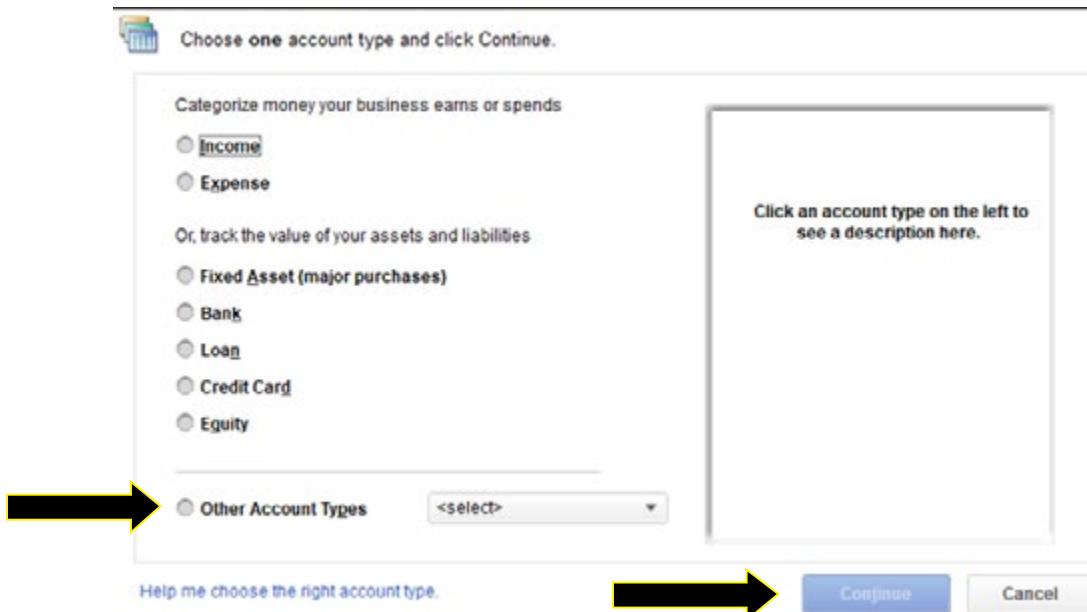 Choose one account type and click Continue.
Categorize money your business earns or spends
Income
Expense
Or, track the value of your assets and liabilities
Fixed Asset (major purchases)
Bank
Loan
Credit Card
Equity
Other Account Types
<select>
Click an account type on the left to
see a description here.
Help me choose the right account type.
Continue
Cancel